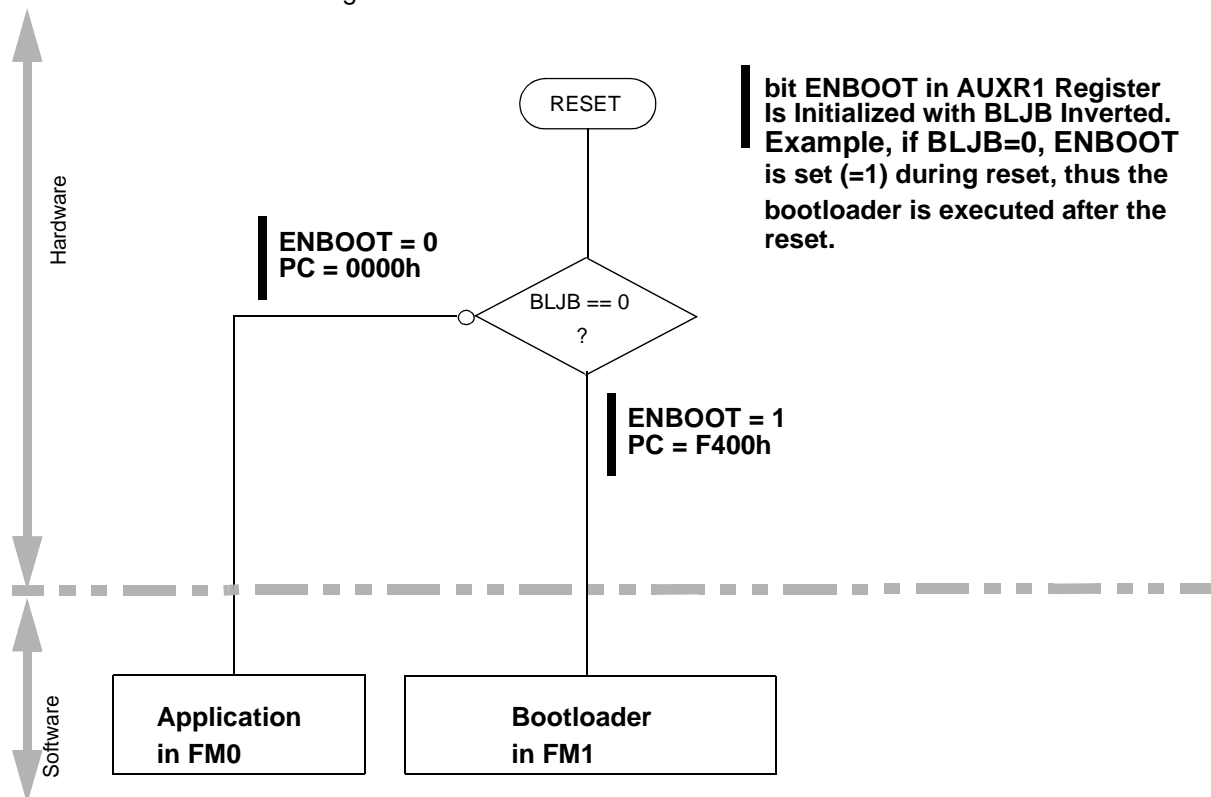 RESET
bit ENBOOT in AUXR1 Register
Is Initialized with BLJB Inverted.
Example, if BLJB=0, ENBOOT
is set (=1) during reset, thus the
bootloader is executed after the
reset.
Hardware
ENBOOT = 0
PC = 0000h
BLJB == 0
?
ENBOOT = 1
PC = F400h
Software
Application
in FM0
Bootloader
in FM1